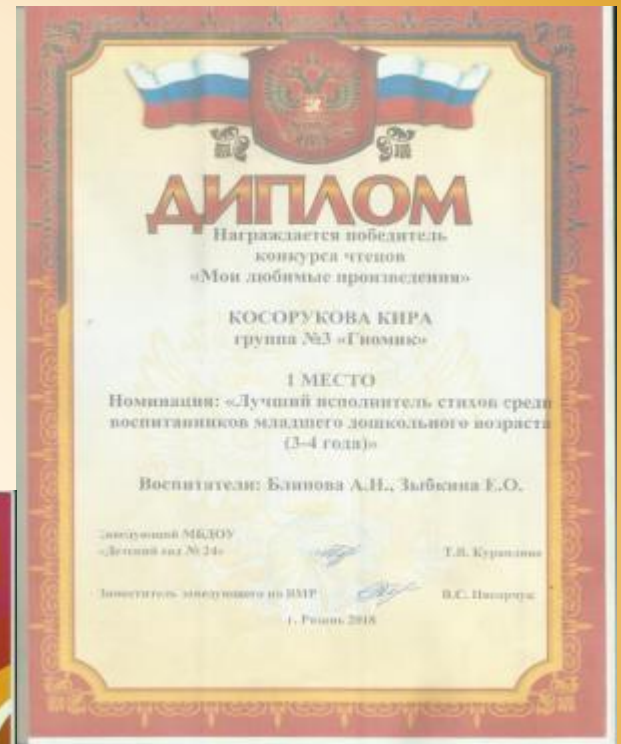 ДИПЛОМ
Награждается победитель
конкурса чтецов
«Мои любимые произведения»
КОСОРУКОВА КИРА
группа №3 «Гномик»
1 МЕСТО
Номинация: «Лучший исполнитель стихов среди
воспитанников младшего дошкольного возраста
(3-4 года)»
Воспитатели: Блинова А.Н., Зыбкина Е.О.
Заведующий МБДОУ
«Детский сад № 24»
Т.В.
Заместитель заведующего по ВМР
В.С. Писарчук
г. Рязань 2018